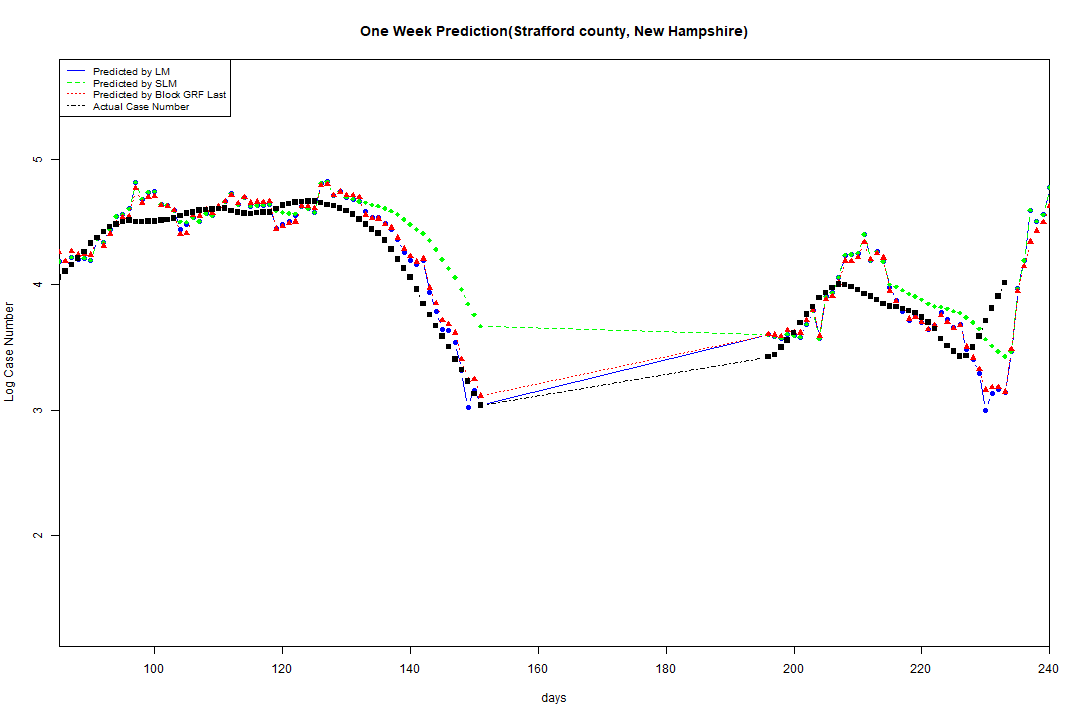 One Week Prediction(Strafford county, New Hampshire)
Predicted by LM
Predicted by SLM
Predicted by Block GRF Last
Actual Case Number
5
4
3
2
Log Case Number
100 120 140 160 180 200 220 240
days